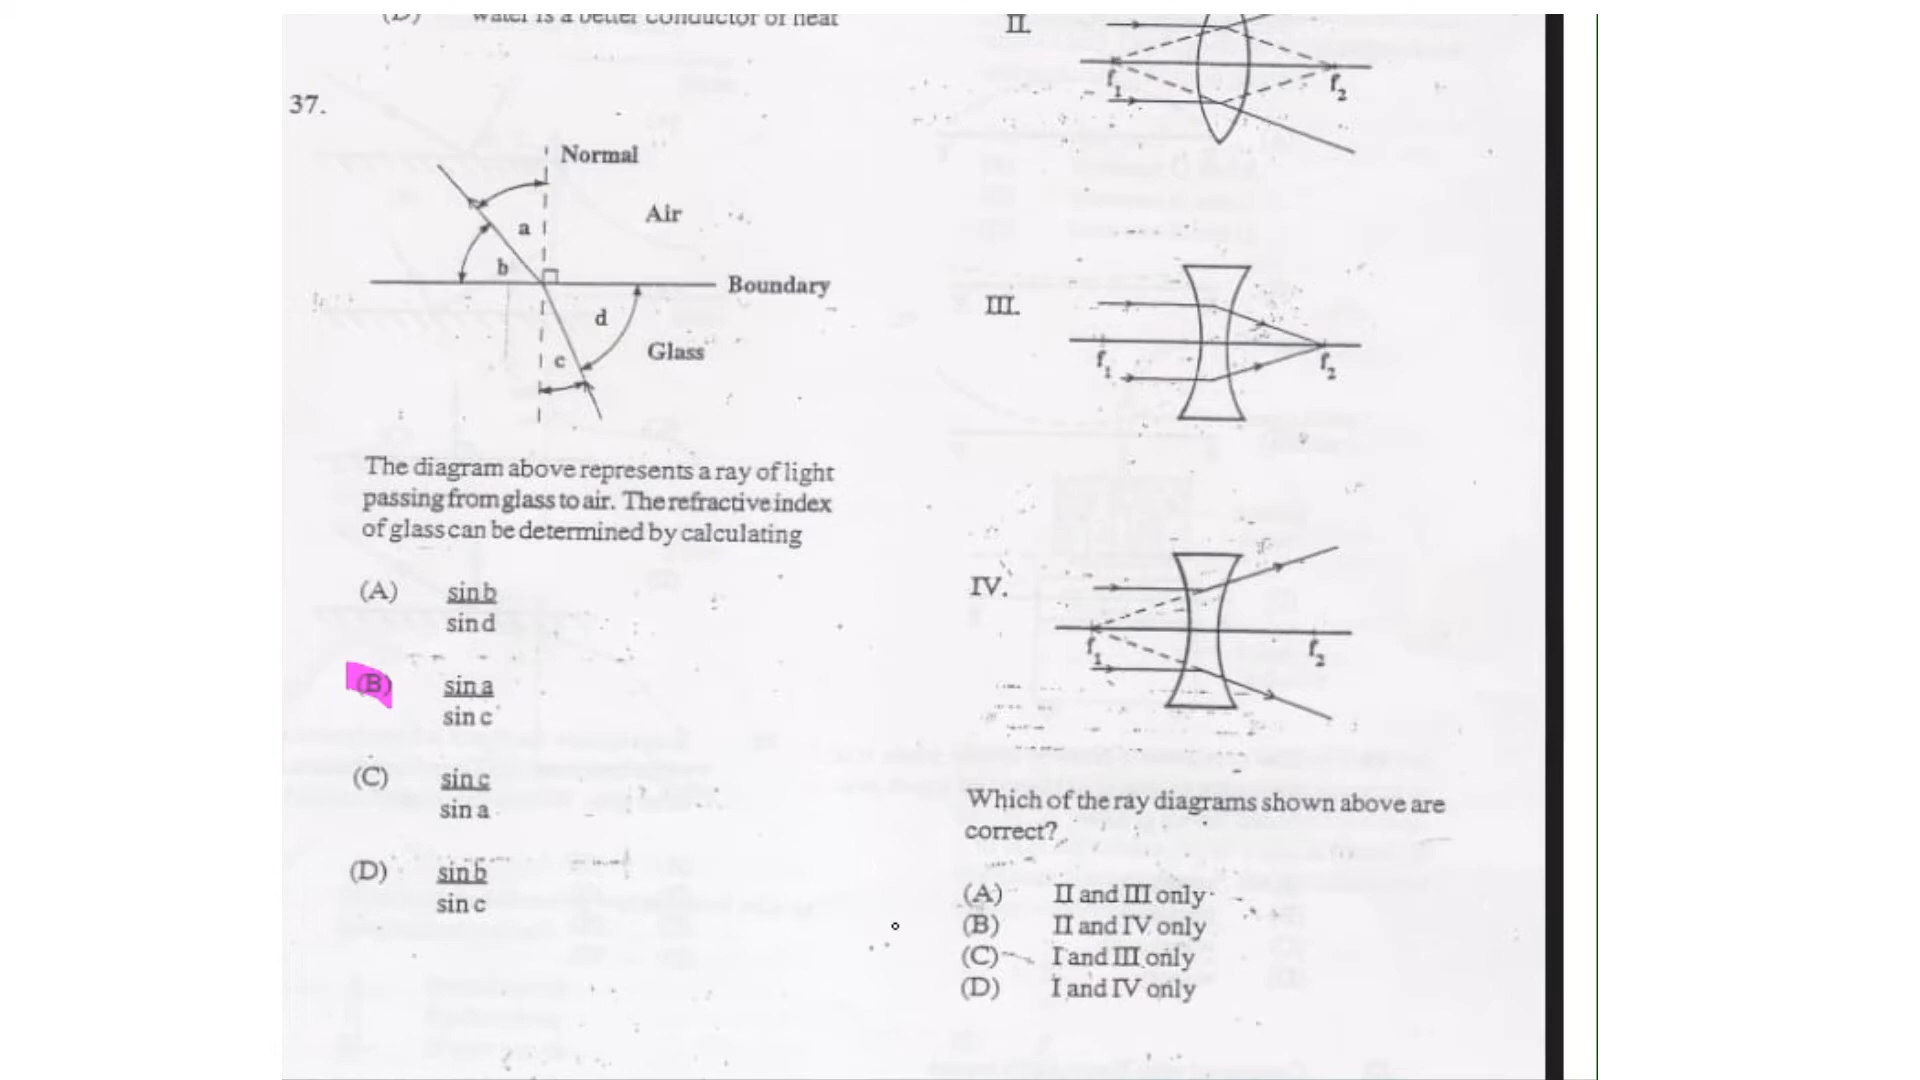 (D) water is a better conductor of heat
37.
Normal
a
Air
b
Boundary
d
Glass
c
The diagram above represents a ray of light
passing from glass to air. The refractive index
of glass can be determined by calculating
(A) sin b
sin d
(B) sin a
sin c
(C) sin c
sin a
(D) sin b
sin c
II.
f1 f2
III.
f1 f2
IV.
f1 f2
Which of the ray diagrams shown above are
correct?
(A) II and III only
(B) II and IV only
(C) I and III only
(D) I and IV only